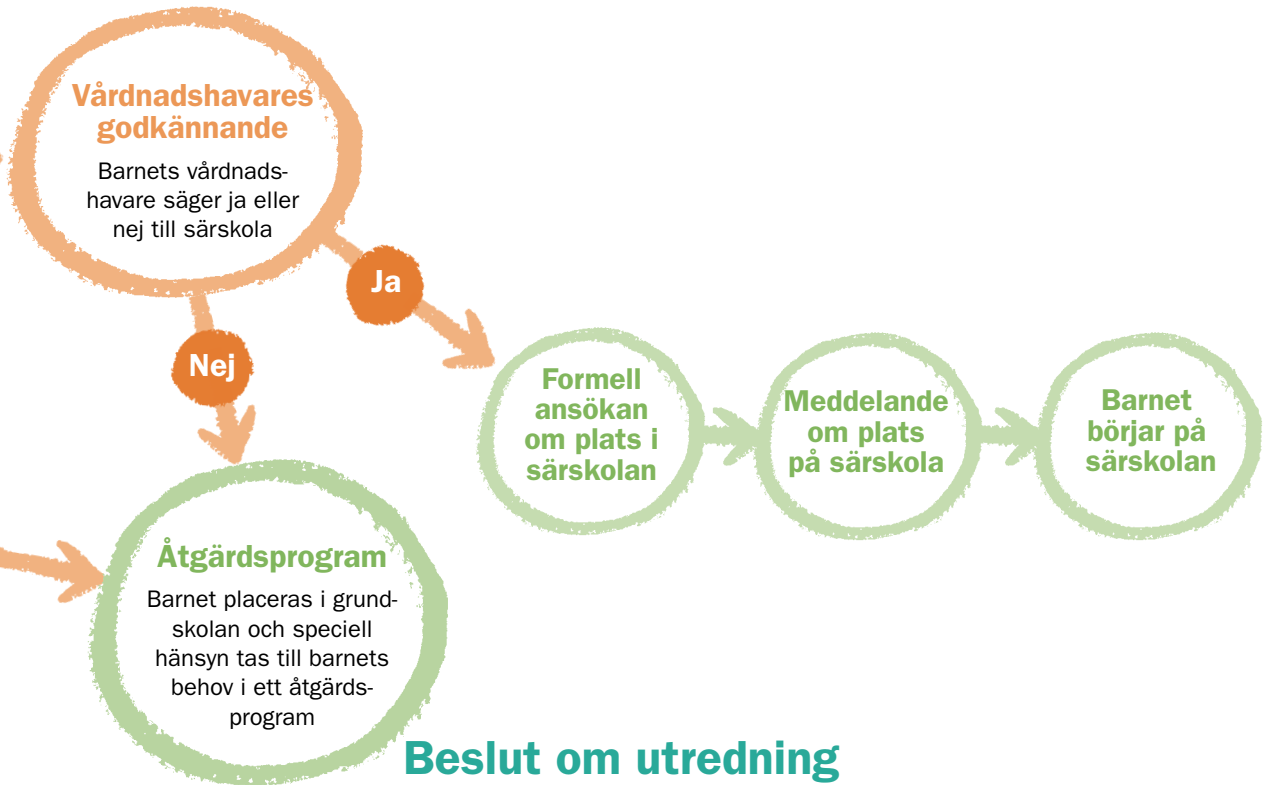 Vårdnadshavares
godkännande
Barnets vårdnads-
havare säger ja eller
nej till särskola
Ja
Nej
Formell
ansökan
om plats i
särskolan
Meddelande
om plats
på särskola
Barnet
börjar på
särskolan
Åtgärdsprogram
Barnet placeras i grund-
skolan och speciell
hänsyn tas till barnets
behov i ett åtgärds-
program
Beslut om utredning